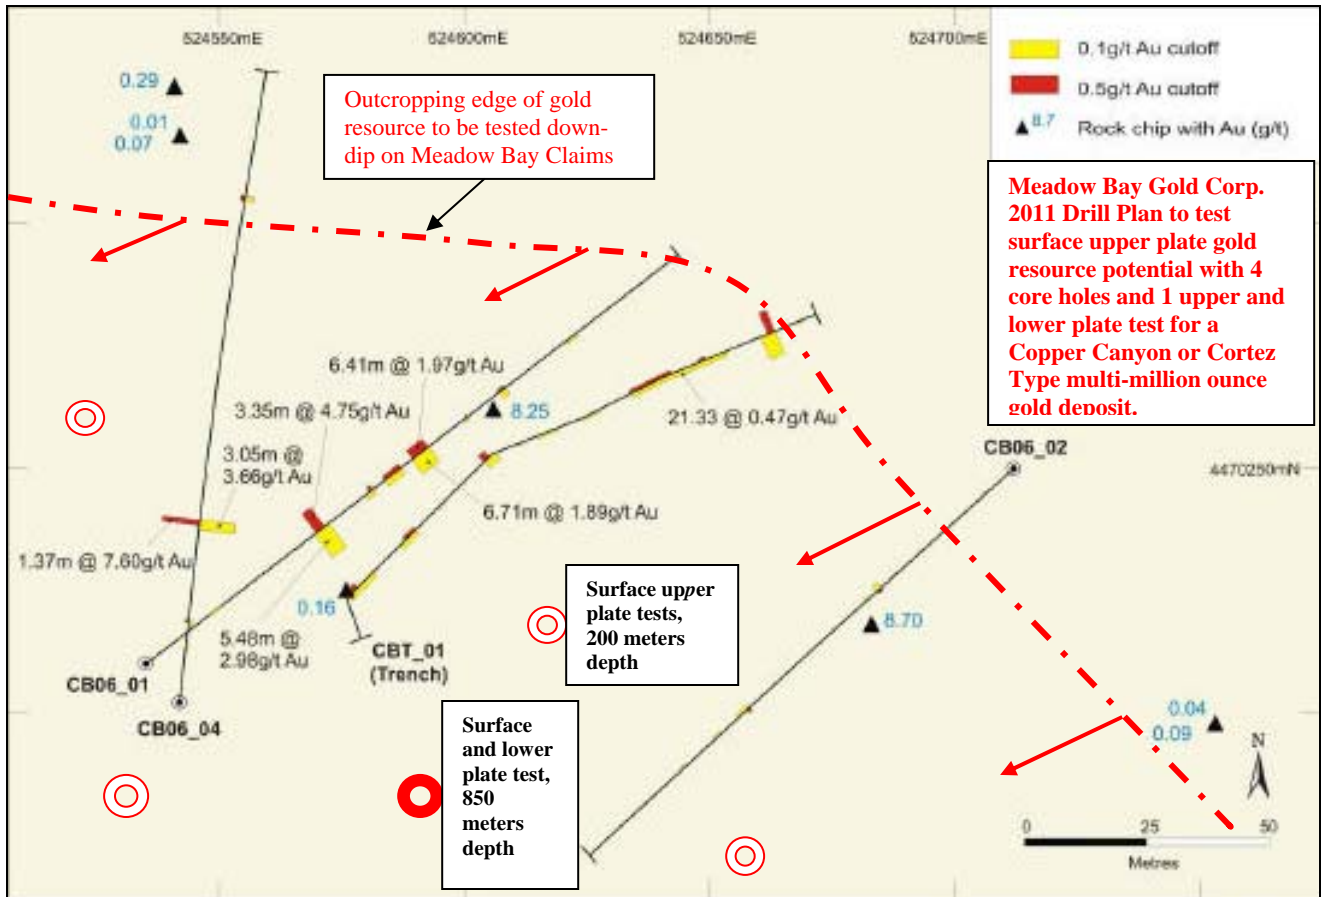 524550mE
524600mE
524650mE
524700mE
0.1g/t Au cutoff
0.5g/t Au cutoff
8.7 Rock chip with Au (g/t)
0.29
0.01
0.07
Outcropping edge of gold
resource to be tested down-
dip on Meadow Bay Claims
Meadow Bay Gold Corp.
2011 Drill Plan to test
surface upper plate gold
resource potential with 4
core holes and 1 upper and
lower plate test for a
Copper Canyon or Cortez
Type multi-million ounce
gold deposit.
6.41m @ 1.97g/t Au
3.35m @ 4.75g/t Au
8.25
21.33 @ 0.47g/t Au
3.05m @
3.66g/t Au
CB06_02
4470250mN
6.71m @ 1.89g/t Au
1.37m @ 7.60g/t Au
0.16
Surface upper
plate tests,
200 meters
depth
8.70
5.48m @
2.98g/t Au
CBT_01
(Trench)
CB06_01
CB06_04
Surface
and lower
plate test,
850
meters
depth
0.04
0.09
N
0 25 50
Metres